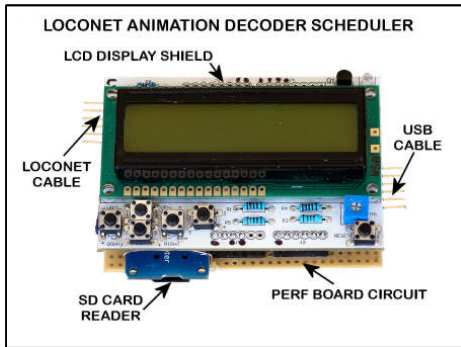 LOCONET ANIMATION DECODER SCHEDULER
LCD DISPLAY SHIELD
USB
CABLE
LOCONET
CABLE
SD CARD
READER
PERF BOARD CIRCUIT